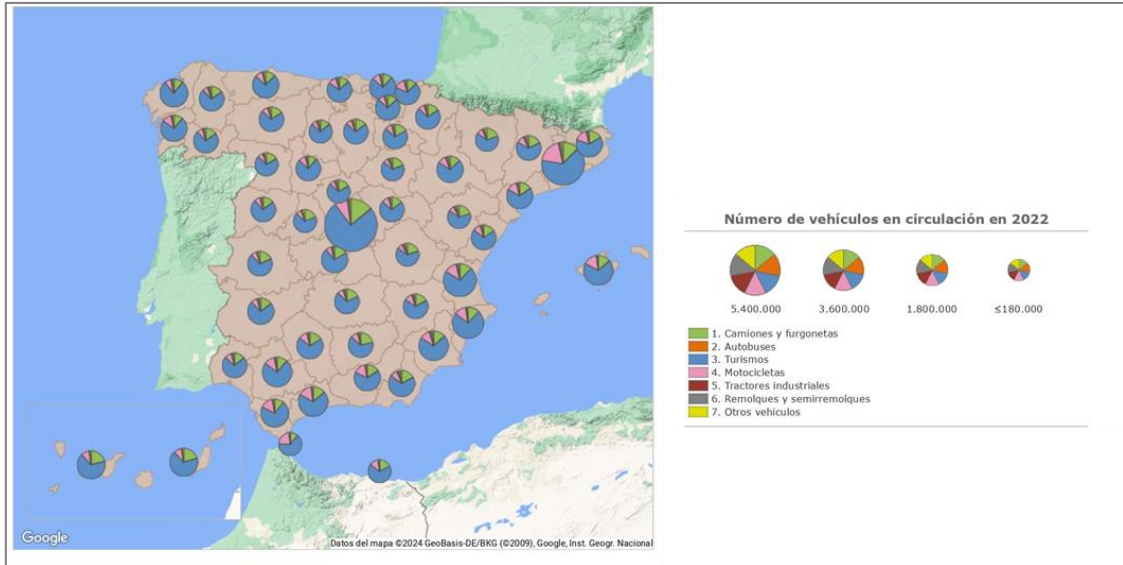 Número de vehículos en circulación en 2022
5.400.000
3.600.000
1.800.000
≤180.000
1. Camiones y furgonetas
2. Autobuses
3. Turismos
4. Motocicletas
5. Tractores industriales
6. Remolques y semirremolques
7. Otros vehiculos
Google
Datos del mapa ©2024 GeoBasis-DE/BKG (©2009), Google, Inst. Geogr. Nacional